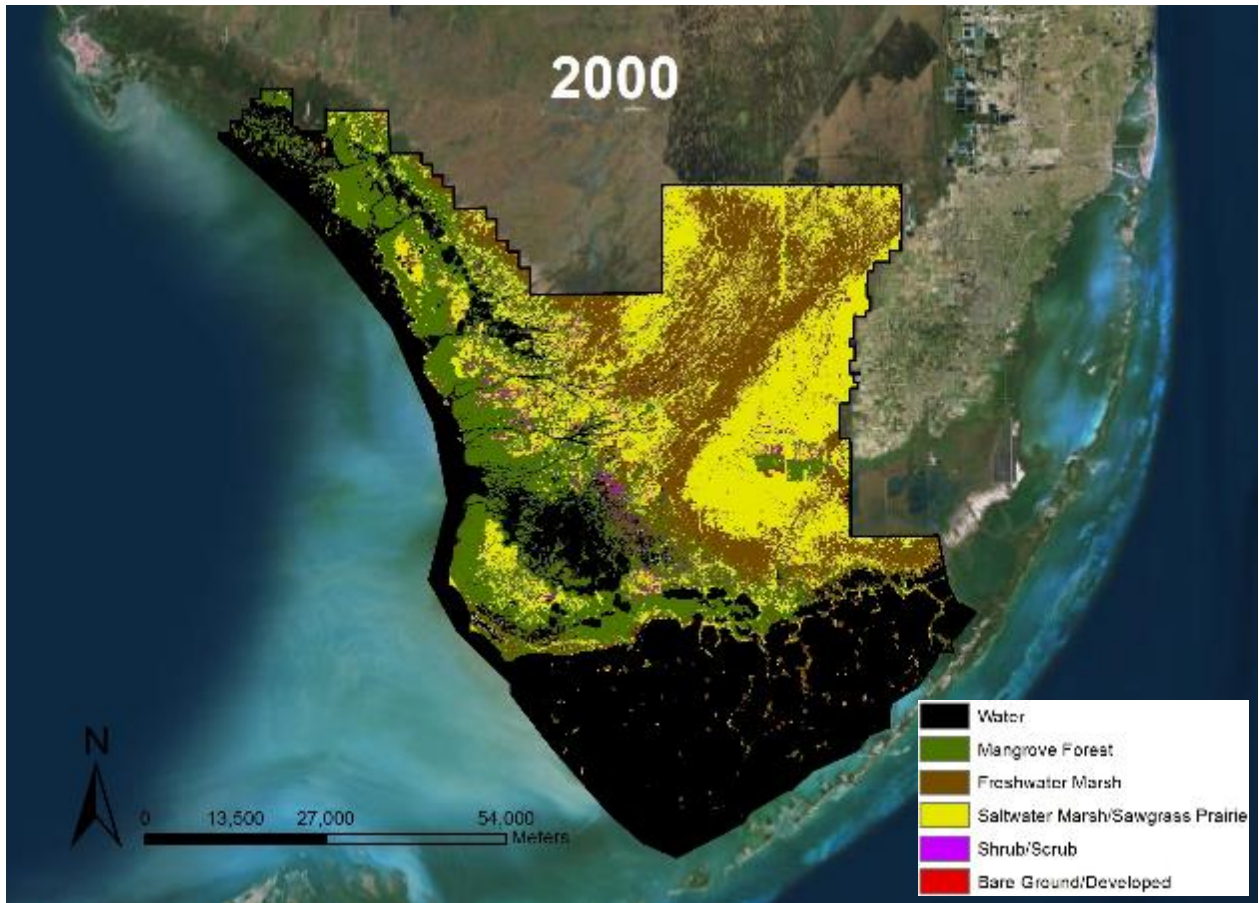 2000
N
0 13,500 27,000 54,000
Meters
Water
Mangrove Forest
Freshwater Marsh
Saltwater Marsh/Sawgrass Prairie
Shrub/Scrub
Bare Ground/Developed